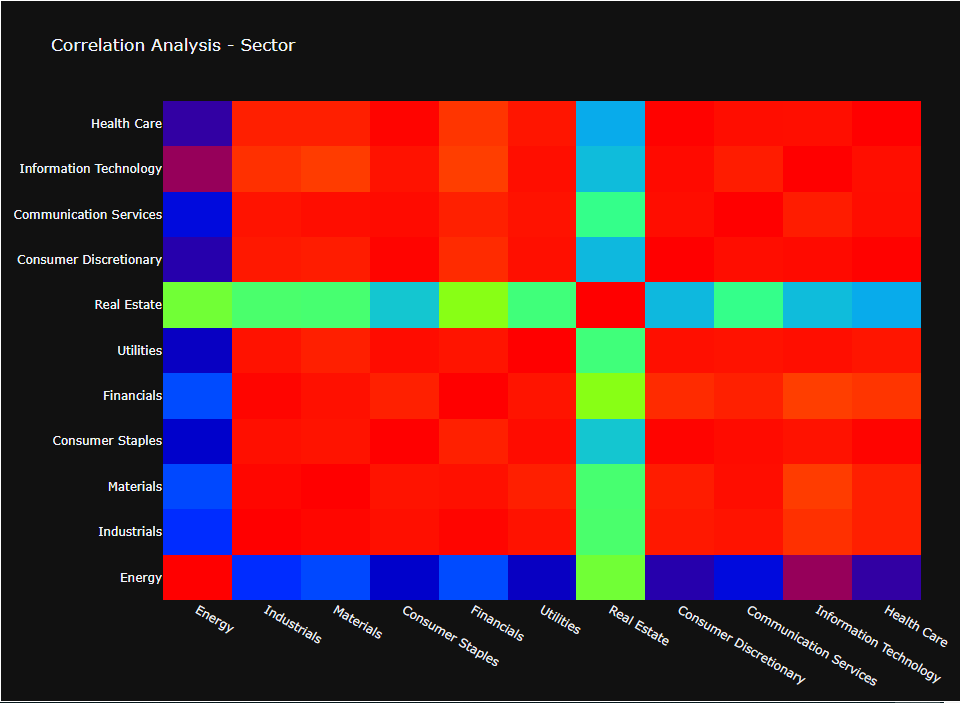 Correlation Analysis - Sector
Health Care
Information Technology
Communication Services
Consumer Discretionary
Real Estate
Utilities
Financials
Consumer Staples
Materials
Industrials
Energy
Energy
Industrials
Materials
Consumer Staples
Financials
Utilities
Real Estate
Consumer Discretionary
Communication Services
Information Technology
Health Care